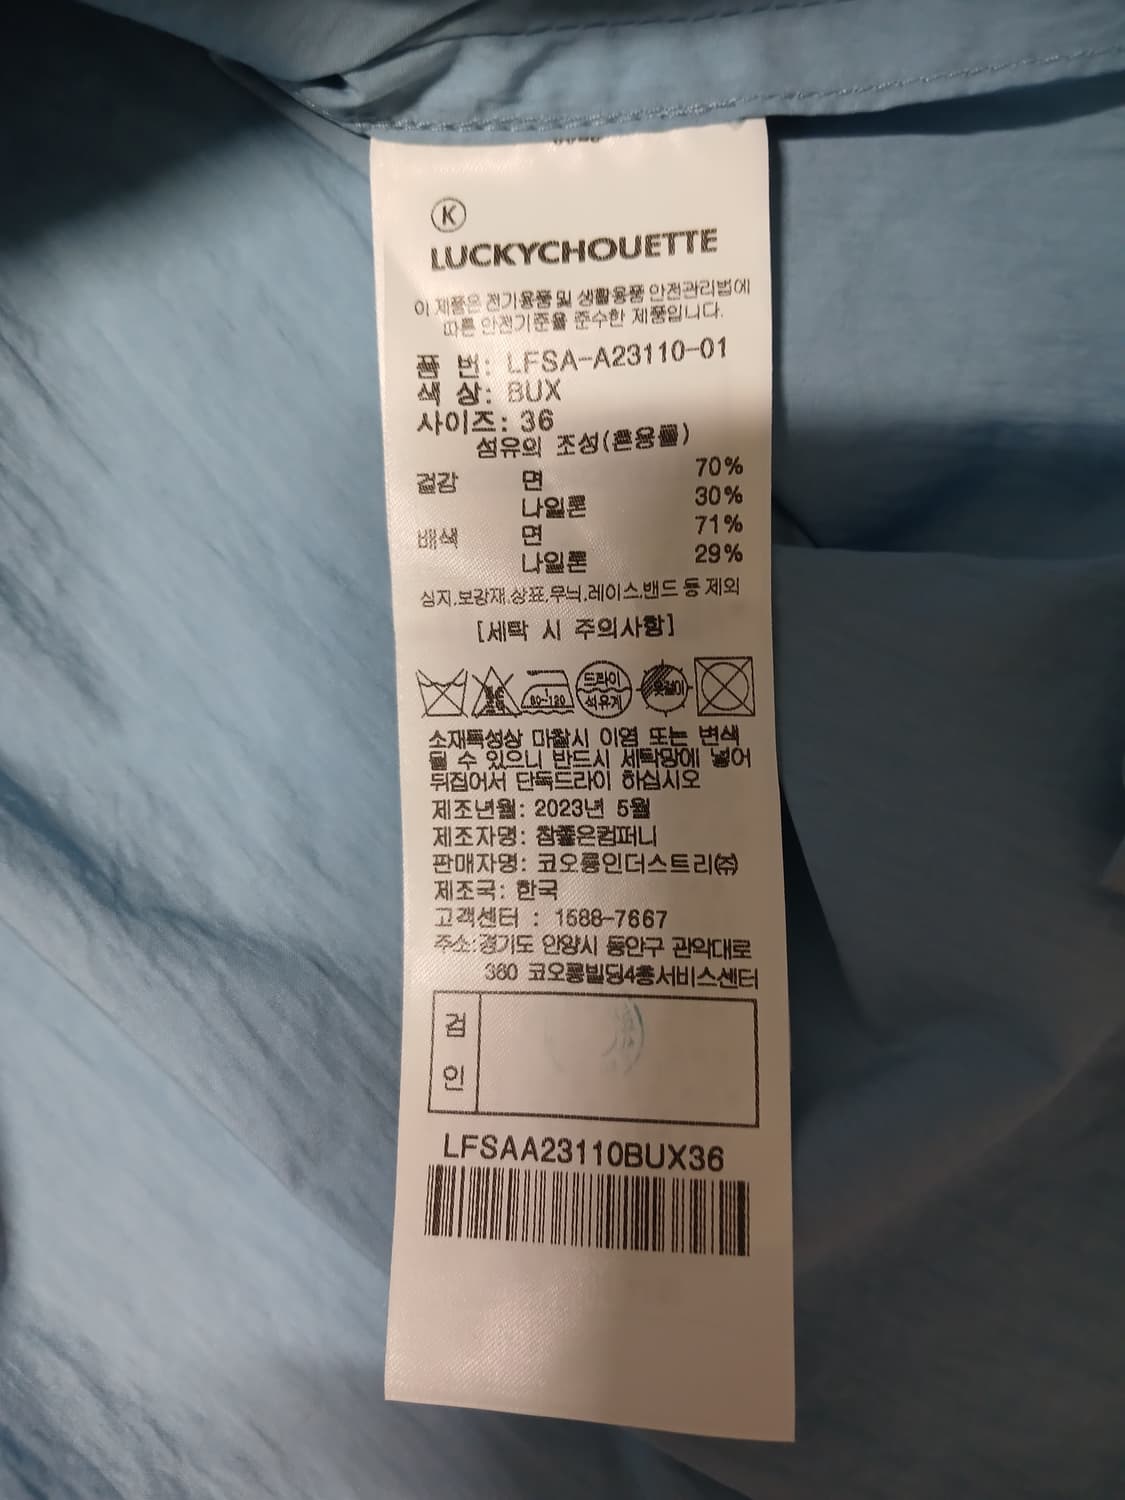 K
LUCKYCHOUETTE
이 제품은 전기용품 및 생활용품 안전관리법에
따른 안전기준을 준수한 제품입니다.
품 번: LFSA-A23110-01
색 상: BUX
사이즈: 36
섬유의 조성(혼용률)
겉감 면 70%
나일론 30%
배색 면 71%
나일론 29%
심지,보강재,상표,무늬,레이스,밴드 등 제외
[세탁 시 주의사항]
80~120 드라이 석유계 옷걸이
소재특성상 마찰시 이염 또는 변색
될 수 있으니 반드시 세탁망에 넣어
뒤집어서 단독드라이 하십시오
제조년월: 2023년 5월
제조자명: 참좋은컴퍼니
판매자명: 코오롱인더스트리㈜
제조국: 한국
고객센터 : 1588-7667
주소:경기도 안양시 동안구 관악대로
360 코오롱빌딩4층서비스센터
검
인
LFSAA23110BUX36